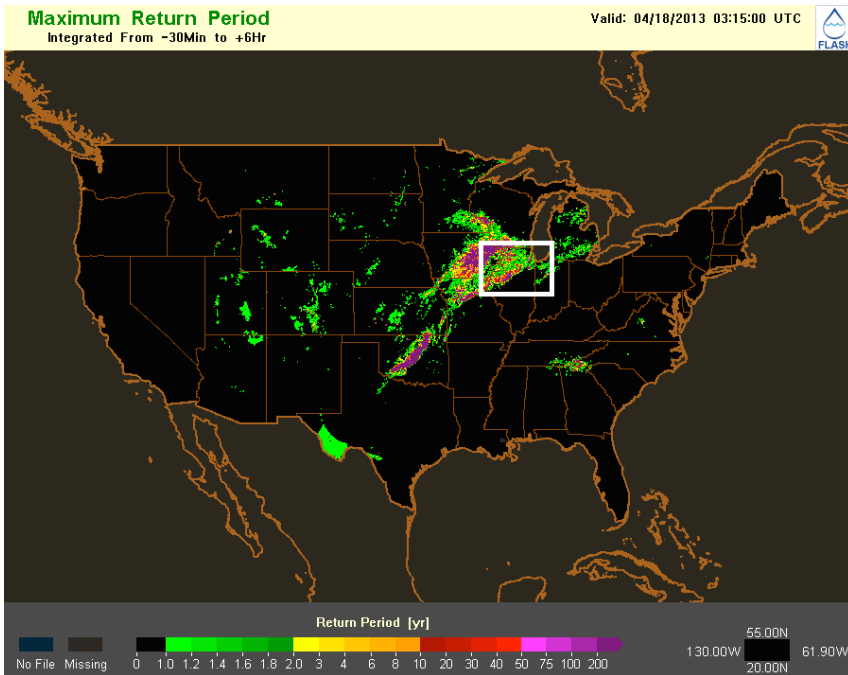 Maximum Return Period
Integrated From -30Min to +6Hr
Valid: 04/18/2013 03:15:00 UTC
FLASH
Return Period [yr]
No File
Missing
0 1.0 1.2 1.4 1.6 1.8 2.0 3 4 6 8 10 20 30 40 50 75 100 200
55.00N
130.00W
61.90W
20.00N